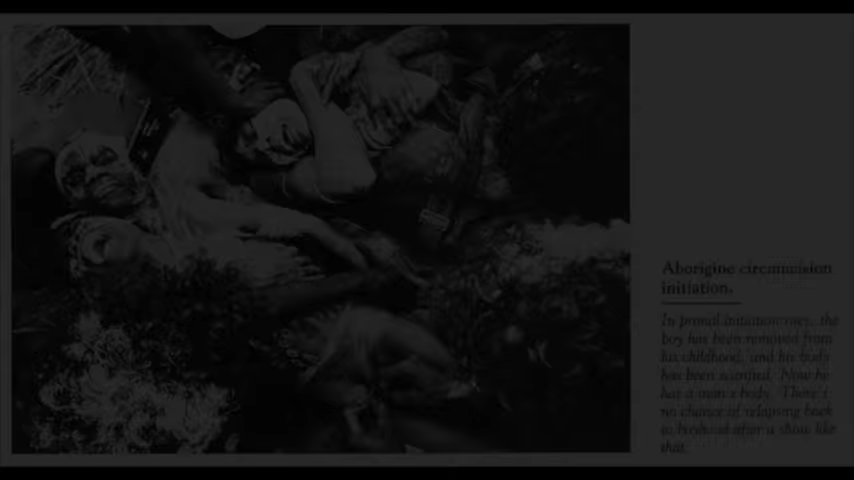 Aborigine circumcision
initiation.
In primal initiation rites, the
boy has been removed from
his childhood, and his body
has been scarified. Now he
has a man's body. There's
no chance of relapsing back
to boyhood after a show like
that.